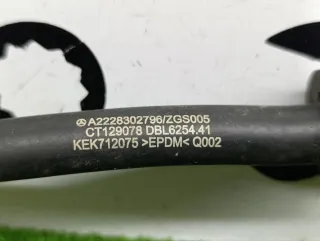 A2228302796/ZGS005
CT129078 DBL6254.41
KEK712075 >EPDM< Q002